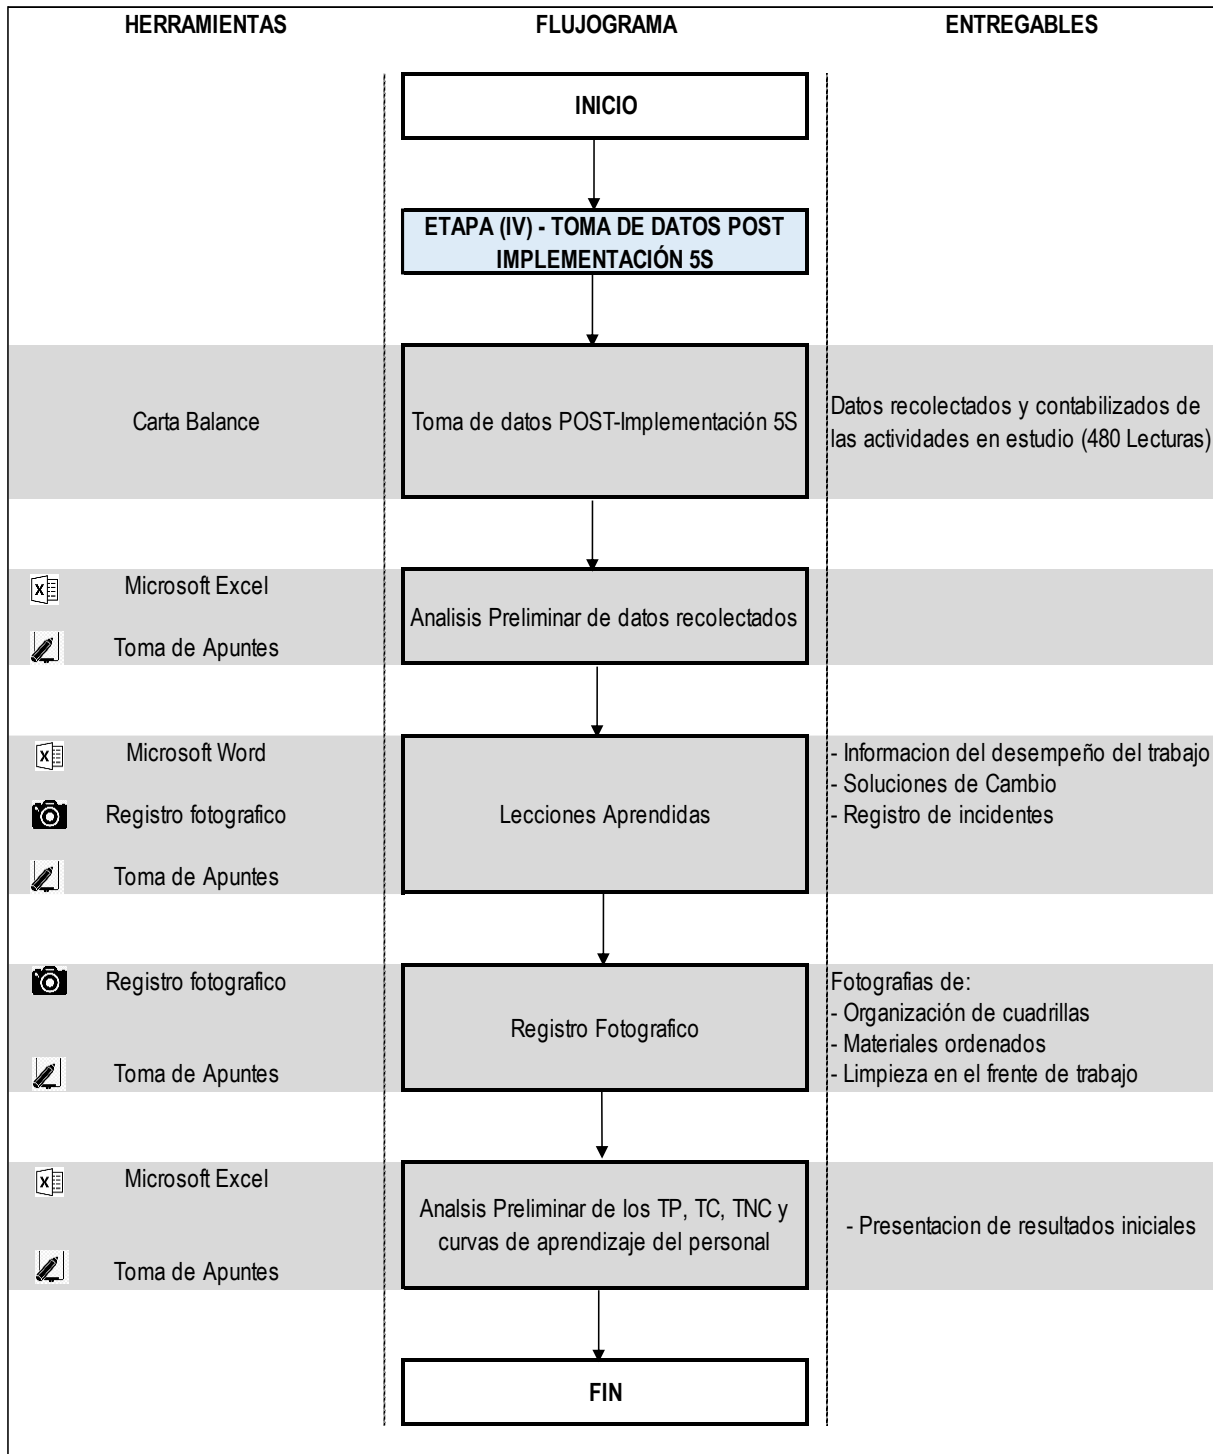 HERRAMIENTAS
FLUJOGRAMA
ENTREGABLES
INICIO
ETAPA (IV) - TOMA DE DATOS POST
IMPLEMENTACIÓN 5S
Carta Balance
Toma de datos POST-Implementación 5S
Datos recolectados y contabilizados de
las actividades en estudio (480 Lecturas)
Microsoft Excel
Toma de Apuntes
Analisis Preliminar de datos recolectados
Microsoft Word
Registro fotografico
Toma de Apuntes
Lecciones Aprendidas
- Informacion del desempeño del trabajo
- Soluciones de Cambio
- Registro de incidentes
Registro fotografico
Toma de Apuntes
Registro Fotografico
Fotografias de:
- Organización de cuadrillas
- Materiales ordenados
- Limpieza en el frente de trabajo
Microsoft Excel
Toma de Apuntes
Analsis Preliminar de los TP, TC, TNC y
curvas de aprendizaje del personal
- Presentacion de resultados iniciales
FIN